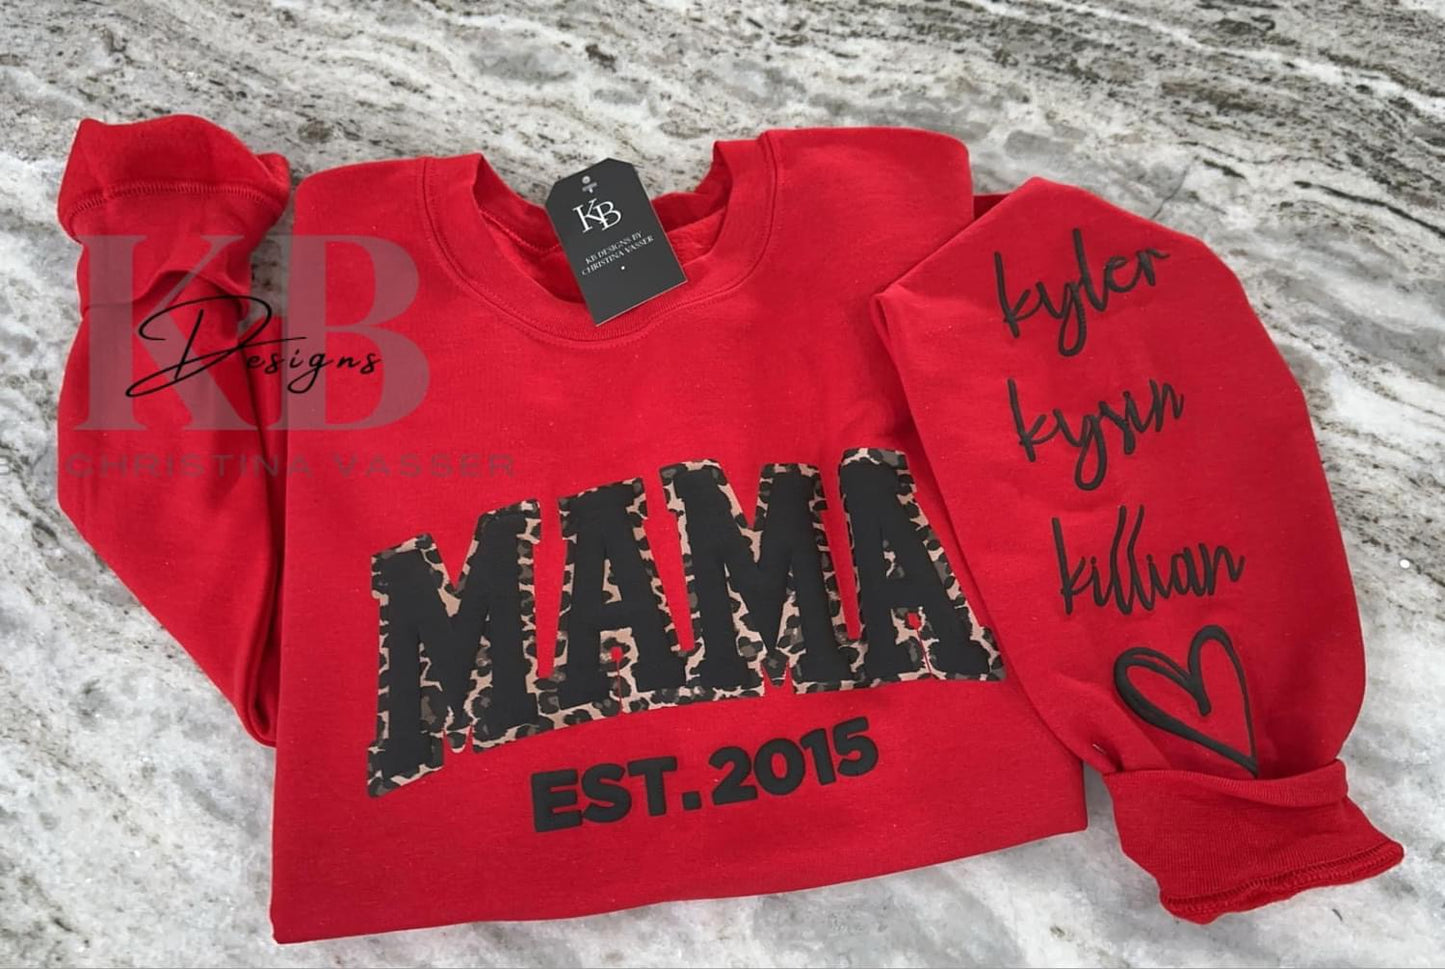 KB
KB DESIGNS BY
CHRISTINA VASSER
KB
Designs
BY CHRISTINA VASSER
MAMA
EST. 2015
kyler
kysin
killian